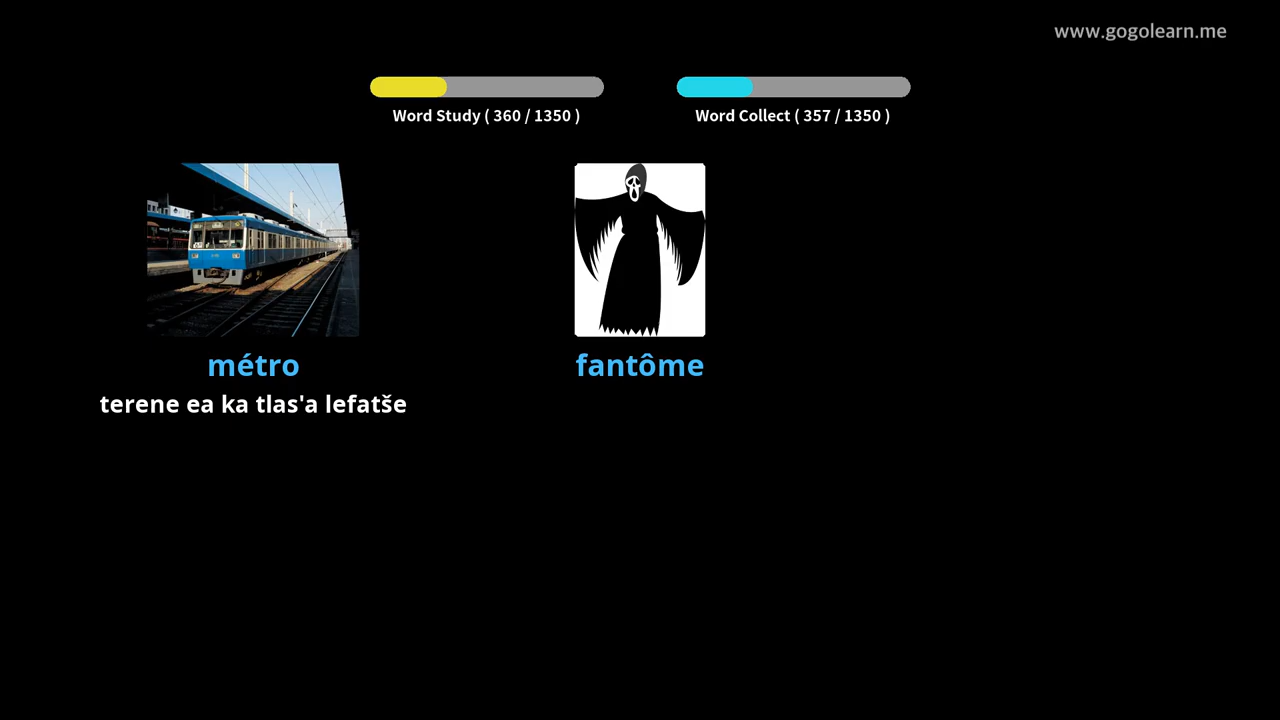 www.gogolearn.me
Word Study ( 360 / 1350 )
Word Collect ( 357 / 1350 )
métro
fantôme
terene ea ka tlas'a lefatše